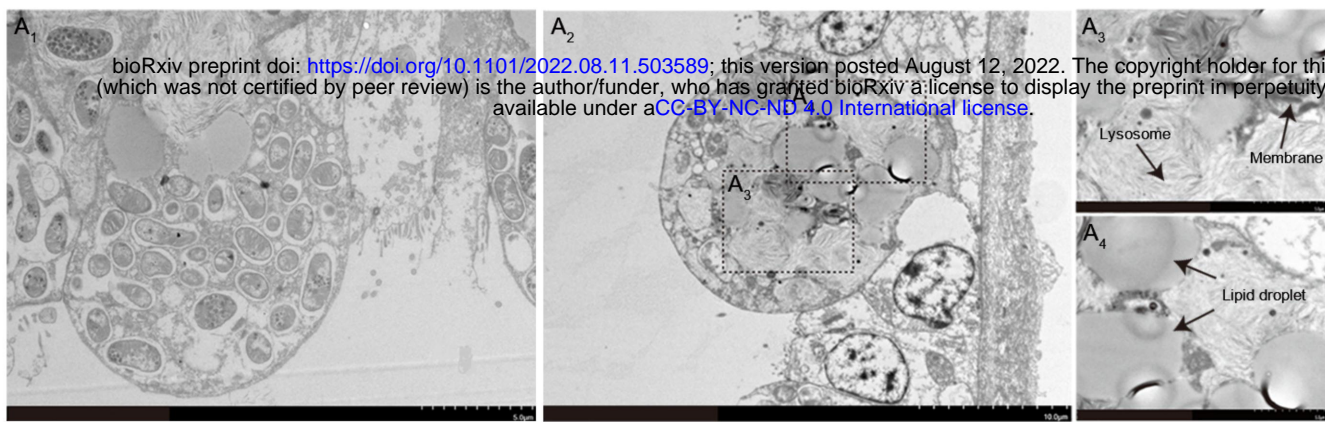 A1
A2
A3
bioRxiv preprint doi: https://doi.org/10.1101/2022.08.11.503589; this version posted August 12, 2022. The copyright holder for thi
(which was not certified by peer review) is the author/funder, who has granted bioRxiv a license to display the preprint in perpetuity
available under aCC-BY-NC-ND 4.0 International license.
A
Lysosome
Membrane
A3
A4
Lipid droplet
5.0μm
10.0μm